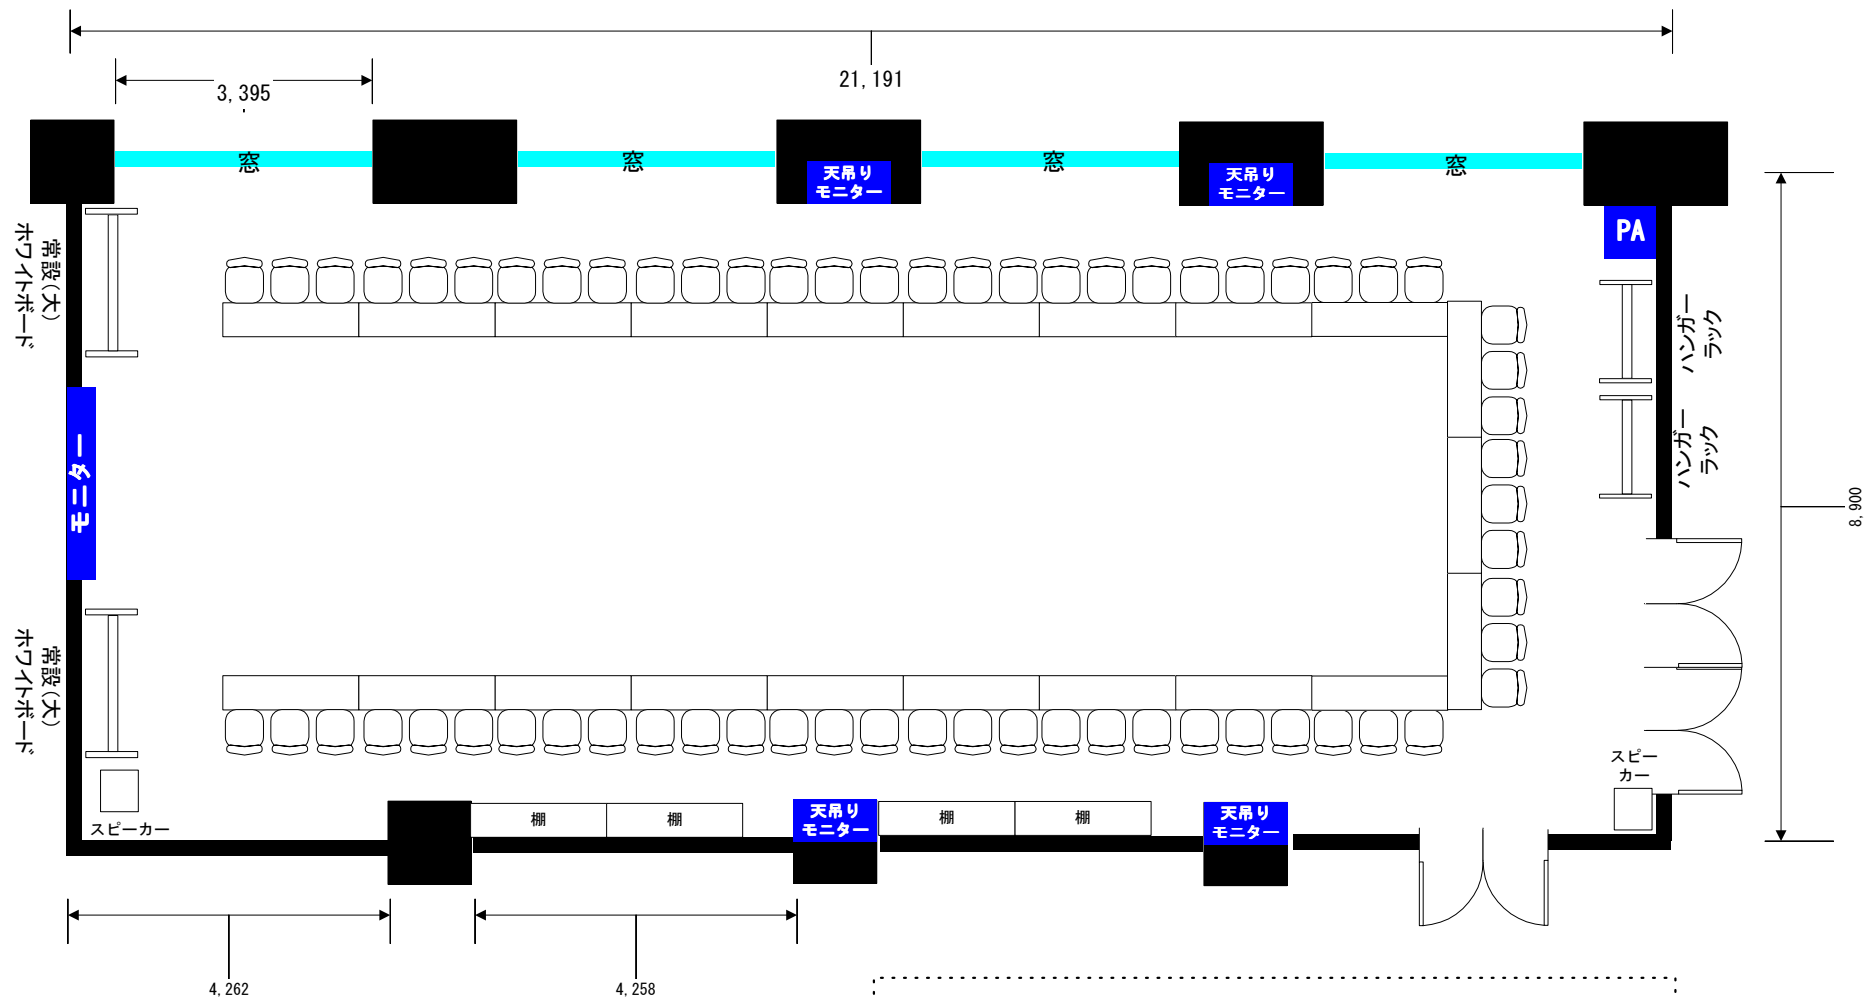 21,191
3,395
窓
窓
窓
窓
天吊り
モニター
天吊り
モニター
PA
常設(大)
ホワイトボード
ハンガー
ラック
ハンガー
ラック
モニター
8,900
常設(大)
ホワイトボード
スピーカー
スピー
カー
棚
棚
天吊り
モニター
棚
棚
天吊り
モニター
4,262
4,258